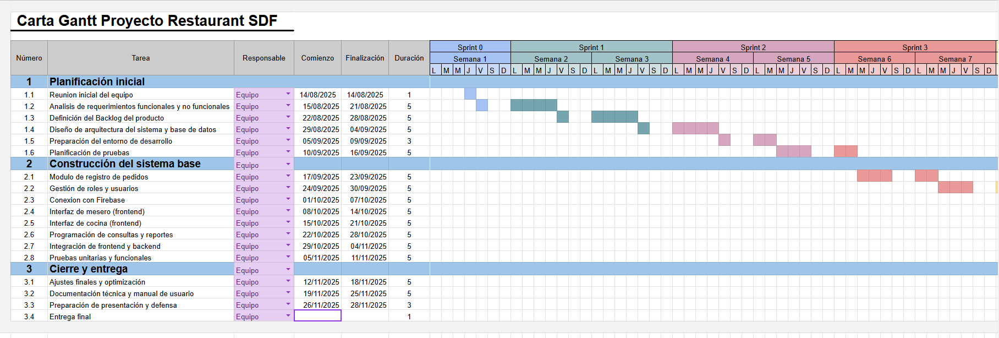 Carta Gantt Proyecto Restaurant SDF
Número Tarea Responsable Comienzo Finalización Duración Sprint 0 Sprint 1 Sprint 2 Sprint 3
Semana 1 Semana 2 Semana 3 Semana 4 Semana 5 Semana 6 Semana 7
L M M J V S D L M M J V S D L M M J V S D L M M J V S D L M M J V S D L M M J V S D L M M J V S D
1 Planificación inicial
1.1 Reunion inicial del equipo Equipo 14/08/2025 14/08/2025 1
1.2 Analisis de requerimientos funcionales y no funcionales Equipo 15/08/2025 21/08/2025 5
1.3 Definición del Backlog del producto Equipo 22/08/2025 28/08/2025 5
1.4 Diseño de arquitectura del sistema y base de datos Equipo 29/08/2025 04/09/2025 5
1.5 Preparación del entorno de desarrollo Equipo 05/09/2025 09/09/2025 3
1.6 Planificación de pruebas Equipo 10/09/2025 16/09/2025 5
2 Construcción del sistema base Equipo
2.1 Modulo de registro de pedidos Equipo 17/09/2025 23/09/2025 5
2.2 Gestión de roles y usuarios Equipo 24/09/2025 30/09/2025 5
2.3 Conexion con Firebase Equipo 01/10/2025 07/10/2025 5
2.4 Interfaz de mesero (frontend) Equipo 08/10/2025 14/10/2025 5
2.5 Interfaz de cocina (frontend) Equipo 15/10/2025 21/10/2025 5
2.6 Programación de consultas y reportes Equipo 22/10/2025 28/10/2025 5
2.7 Integración de frontend y backend Equipo 29/10/2025 04/11/2025 5
2.8 Pruebas unitarias y funcionales Equipo 05/11/2025 11/11/2025 5
3 Cierre y entrega Equipo
3.1 Ajustes finales y optimización Equipo 12/11/2025 18/11/2025 5
3.2 Documentación técnica y manual de usuario Equipo 19/11/2025 25/11/2025 5
3.3 Preparación de presentación y defensa Equipo 26/11/2025 28/11/2025 3
3.4 Entrega final Equipo 1